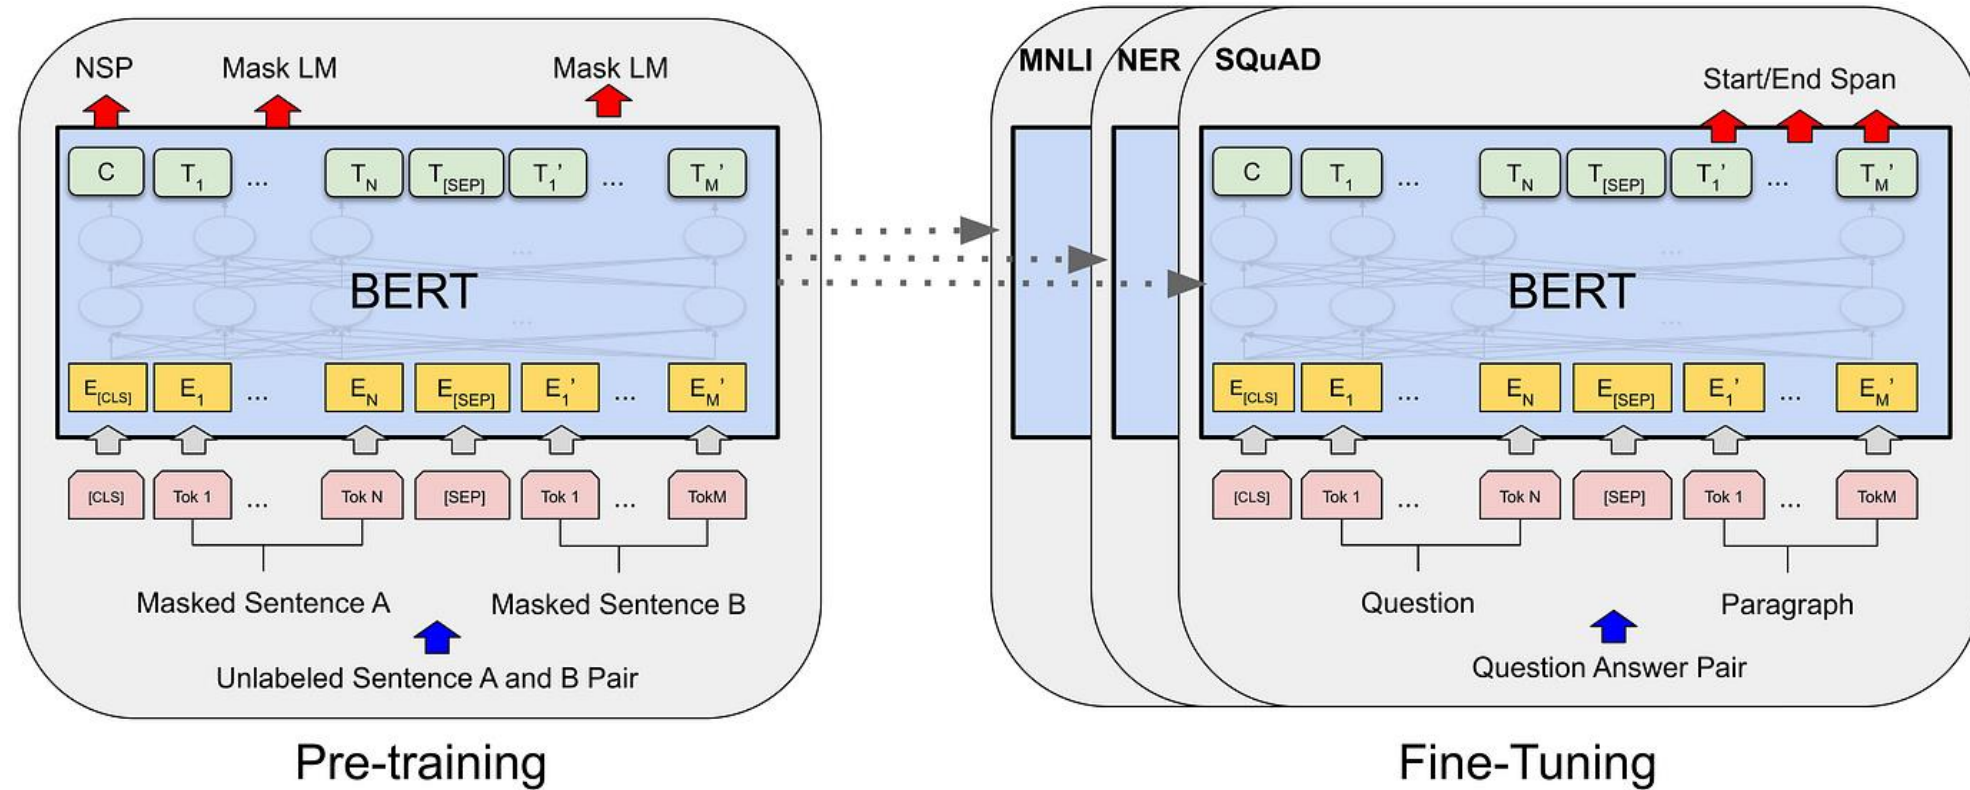 NSP Mask LM Mask LM
C T1 ... TN T[SEP] T1' ... TM'
...
BERT
...
E[CLS] E1 ... EN E[SEP] E1' ... EM'
[CLS] Tok 1 ... Tok N [SEP] Tok 1 ... TokM
Masked Sentence A Masked Sentence B
Unlabeled Sentence A and B Pair
Pre-training
MNLI NER SQuAD
Start/End Span
C T1 ... TN T[SEP] T1' ... TM'
...
BERT
...
E[CLS] E1 ... EN E[SEP] E1' ... EM'
[CLS] Tok 1 ... Tok N [SEP] Tok 1 ... TokM
Question Paragraph
Question Answer Pair
Fine-Tuning